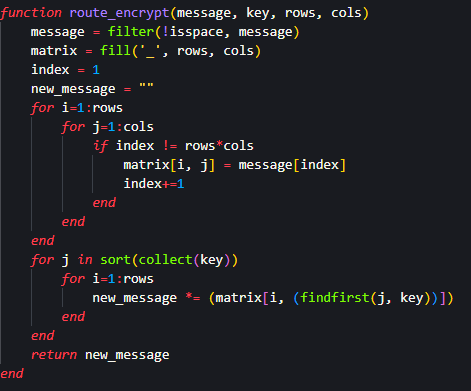 function route_encrypt(message, key, rows, cols)
    message = filter(!isspace, message)
    matrix = fill('_', rows, cols)
    index = 1
    new_message = ""
    for i=1:rows
        for j=1:cols
            if index != rows*cols
                matrix[i, j] = message[index]
                index+=1
            end
        end
    end
    for j in sort(collect(key))
        for i=1:rows
            new_message *= (matrix[i, (findfirst(j, key))])
        end
    end
    return new_message
end